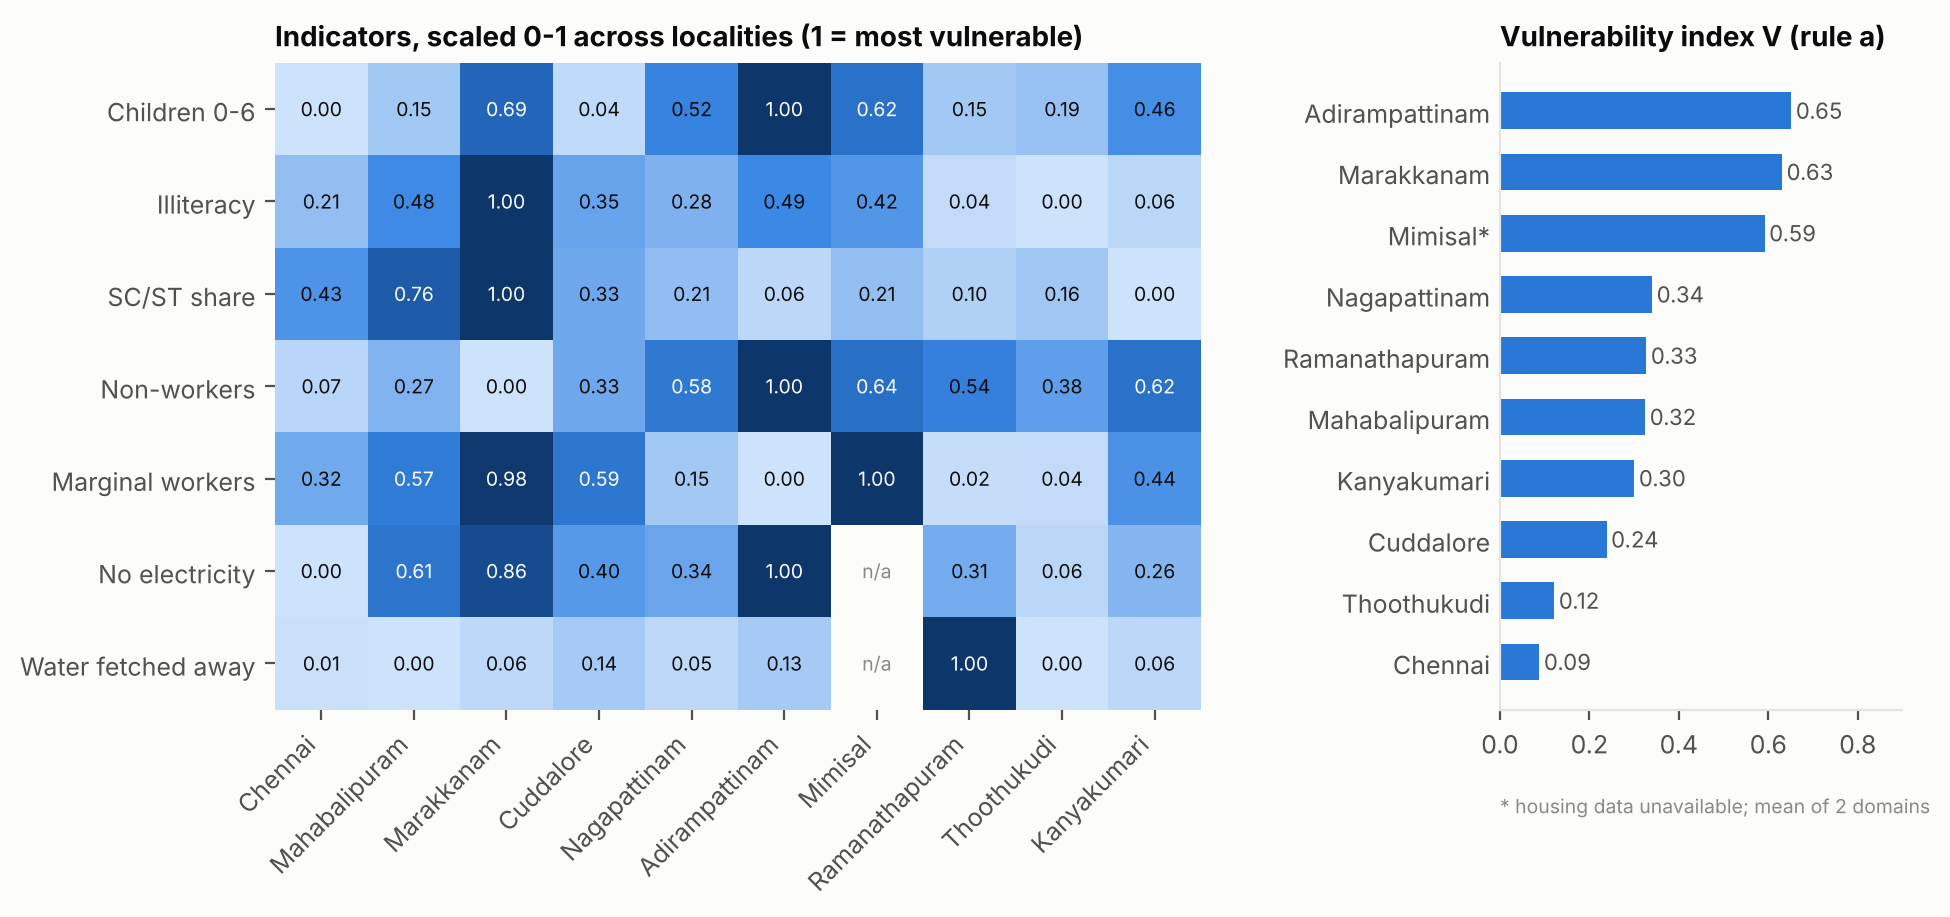 Indicators, scaled 0-1 across localities (1 = most vulnerable)
Children 0-6 0.00 0.15 0.69 0.04 0.52 1.00 0.62 0.15 0.19 0.46
Illiteracy 0.21 0.48 1.00 0.35 0.28 0.49 0.42 0.04 0.00 0.06
SC/ST share 0.43 0.76 1.00 0.33 0.21 0.06 0.21 0.10 0.16 0.00
Non-workers 0.07 0.27 0.00 0.33 0.58 1.00 0.64 0.54 0.38 0.62
Marginal workers 0.32 0.57 0.98 0.59 0.15 0.00 1.00 0.02 0.04 0.44
No electricity 0.00 0.61 0.86 0.40 0.34 1.00 n/a 0.31 0.06 0.26
Water fetched away 0.01 0.00 0.06 0.14 0.05 0.13 n/a 1.00 0.00 0.06
Chennai
Mahabalipuram
Marakkanam
Cuddalore
Nagapattinam
Adirampattinam
Mimisal
Ramanathapuram
Thoothukudi
Kanyakumari
Vulnerability index V (rule a)
Adirampattinam 0.65
Marakkanam 0.63
Mimisal* 0.59
Nagapattinam 0.34
Ramanathapuram 0.33
Mahabalipuram 0.32
Kanyakumari 0.30
Cuddalore 0.24
Thoothukudi 0.12
Chennai 0.09
0.0 0.2 0.4 0.6 0.8
* housing data unavailable; mean of 2 domains